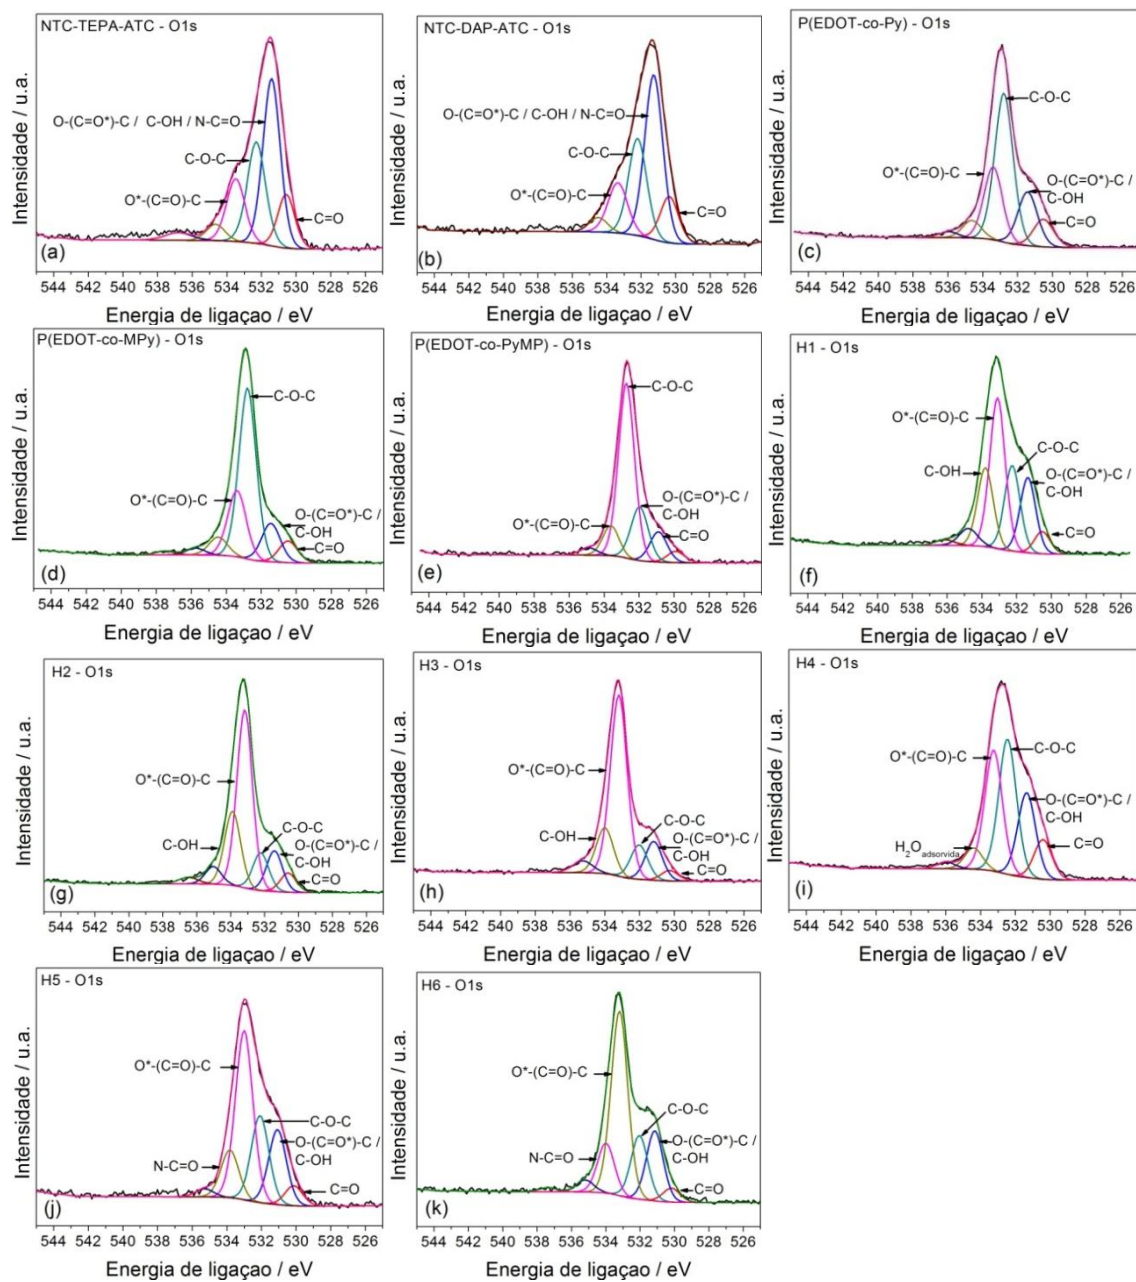 NTC-TEPA-ATC - O1s
Intensidade / u.a.
O-(C=O*)-C / C-OH / N-C=O
C-O-C
O*-(C=O)-C
C=O
(a)
544 542 540 538 536 534 532 530 528 526
Energia de ligaçao / eV
NTC-DAP-ATC - O1s
Intensidade / u.a.
O-(C=O*)-C / C-OH / N-C=O
C-O-C
O*-(C=O)-C
C=O
(b)
544 542 540 538 536 534 532 530 528 526
Energia de ligaçao / eV
P(EDOT-co-Py) - O1s
Intensidade / u.a.
C-O-C
O*-(C=O)-C
O-(C=O*)-C /
C-OH
C=O
(c)
544 542 540 538 536 534 532 530 528 526
Energia de ligaçao / eV
P(EDOT-co-MPy) - O1s
Intensidade / u.a.
C-O-C
O*-(C=O)-C
O-(C=O*)-C /
C-OH
C=O
(d)
544 542 540 538 536 534 532 530 528 526
Energia de ligaçao / eV
P(EDOT-co-PyMP) - O1s
Intensidade / u.a.
C-O-C
O-(C=O*)-C /
C-OH
O*-(C=O)-C
C=O
(e)
544 542 540 538 536 534 532 530 528 526
Energia de ligaçao / eV
H1 - O1s
Intensidade / u.a.
O*-(C=O)-C
C-O-C
C-OH
O-(C=O*)-C /
C-OH
C=O
(f)
544 542 540 538 536 534 532 530 528 526
Energia de ligaçao / eV
H2 - O1s
Intensidade / u.a.
O*-(C=O)-C
C-O-C
C-OH
O-(C=O*)-C /
C-OH
C=O
(g)
544 542 540 538 536 534 532 530 528 526
Energia de ligaçao / eV
H3 - O1s
Intensidade / u.a.
O*-(C=O)-C
C-OH
C-O-C
O-(C=O*)-C /
C-OH
C=O
(h)
544 542 540 538 536 534 532 530 528 526
Energia de ligaçao / eV
H4 - O1s
Intensidade / u.a.
O*-(C=O)-C
C-O-C
O-(C=O*)-C /
C-OH
H2Oadsorvida
C=O
(i)
544 542 540 538 536 534 532 530 528 526
Energia de ligaçao / eV
H5 - O1s
Intensidade / u.a.
O*-(C=O)-C
C-O-C
O-(C=O*)-C /
C-OH
N-C=O
C=O
(j)
544 542 540 538 536 534 532 530 528 526
Energia de ligaçao / eV
H6 - O1s
Intensidade / u.a.
O*-(C=O)-C
C-O-C
O-(C=O*)-C /
C-OH
N-C=O
C=O
(k)
544 542 540 538 536 534 532 530 528 526
Energia de ligaçao / eV